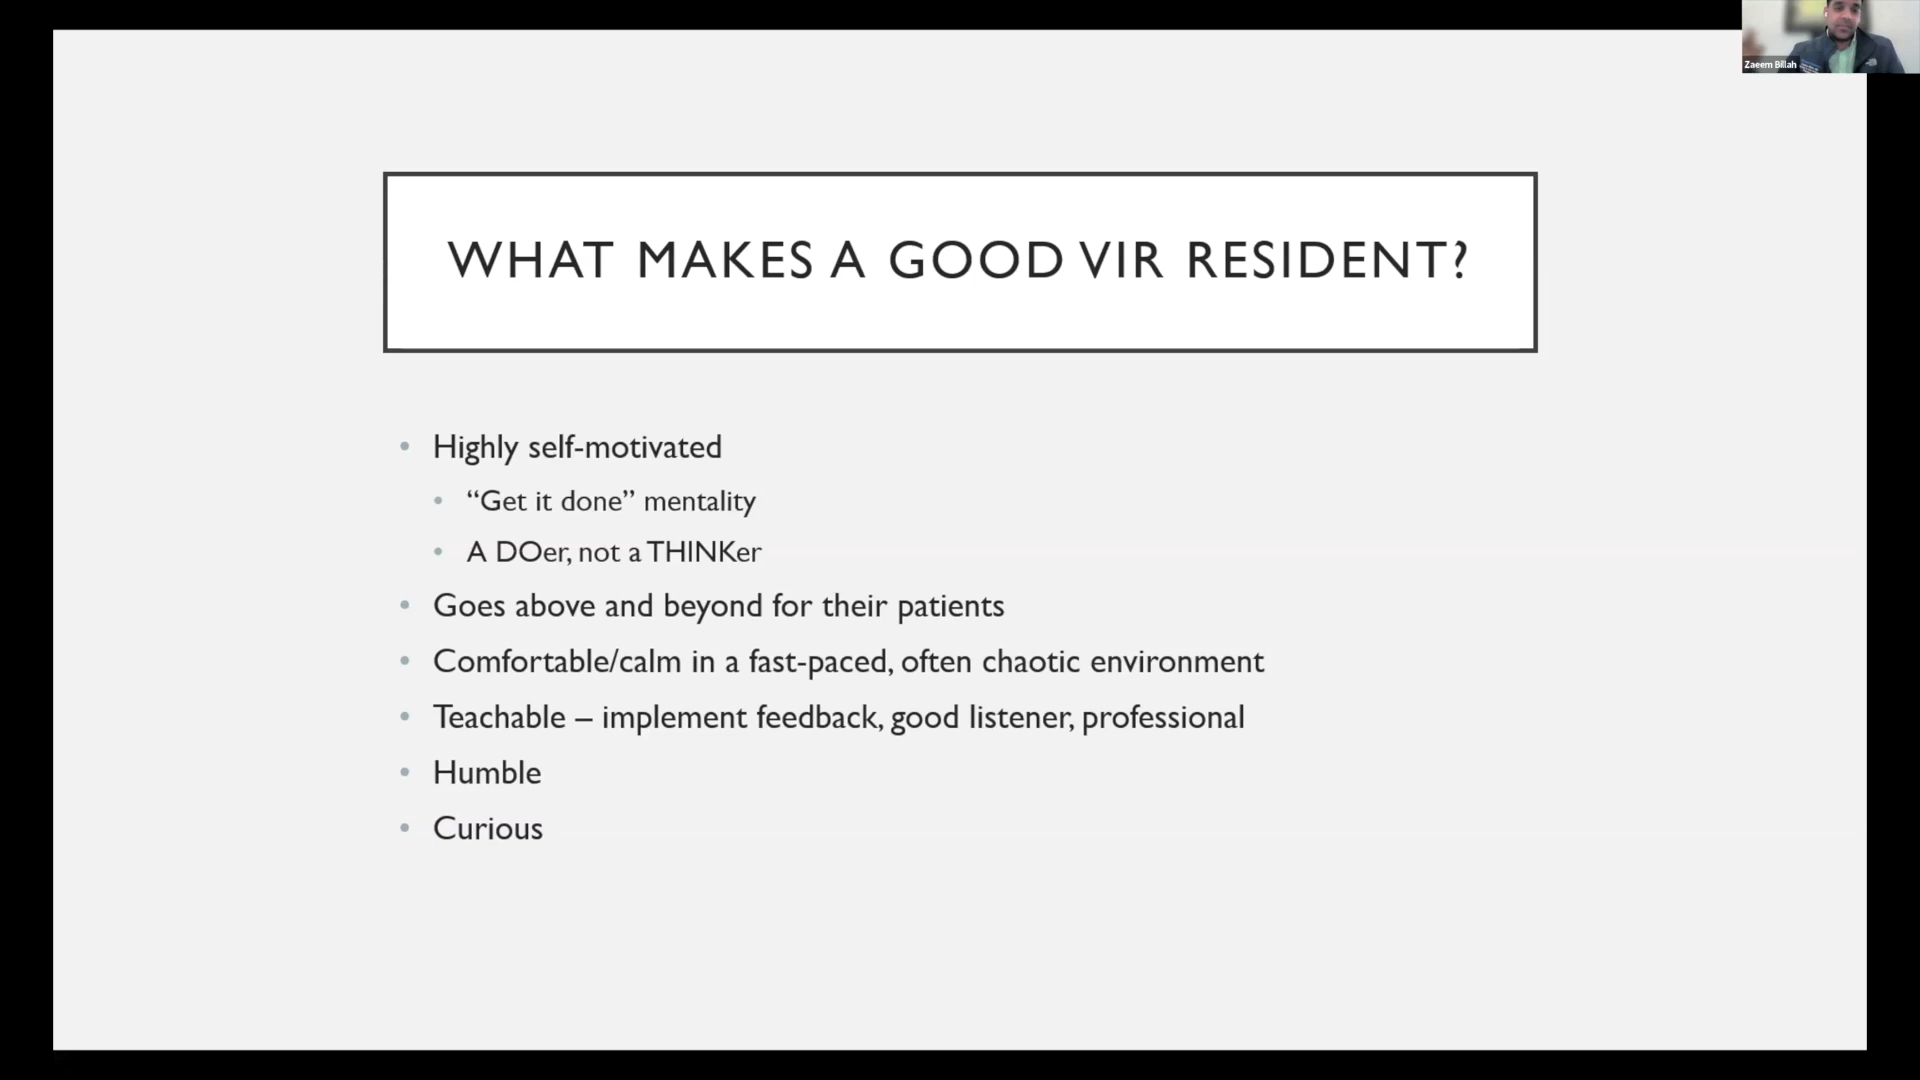 Zaeem Billah
WHAT MAKES A GOOD VIR RESIDENT?
• Highly self-motivated
• “Get it done” mentality
• A DOer, not a THINKer
• Goes above and beyond for their patients
• Comfortable/calm in a fast-paced, often chaotic environment
• Teachable – implement feedback, good listener, professional
• Humble
• Curious